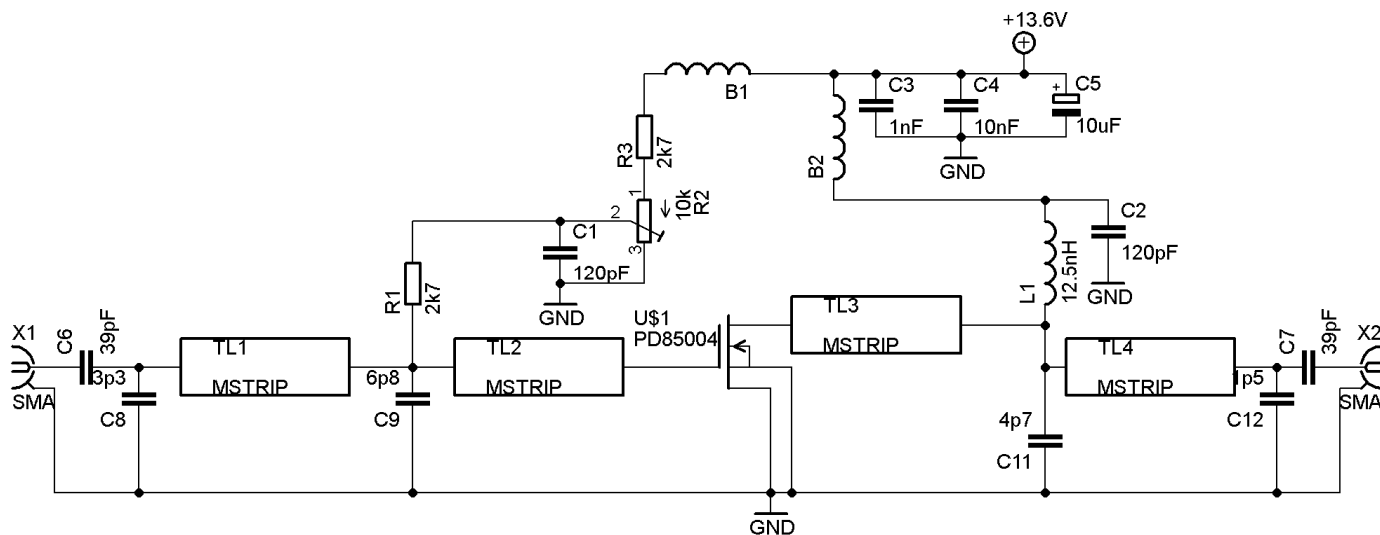 +13.6V
B1
C3
1nF
C4
10nF
+
C5
10uF
GND
R3
2k7
B2
1
2
3
10k
R2
C1
120pF
GND
C2
120pF
GND
L1
12.5nH
R1
2k7
U$1
PD85004
TL3
MSTRIP
X1
SMA
C6
39pF
3p3
C8
TL1
MSTRIP
6p8
C9
TL2
MSTRIP
4p7
C11
TL4
MSTRIP
1p5
C12
C7
39pF
X2
SMA
GND